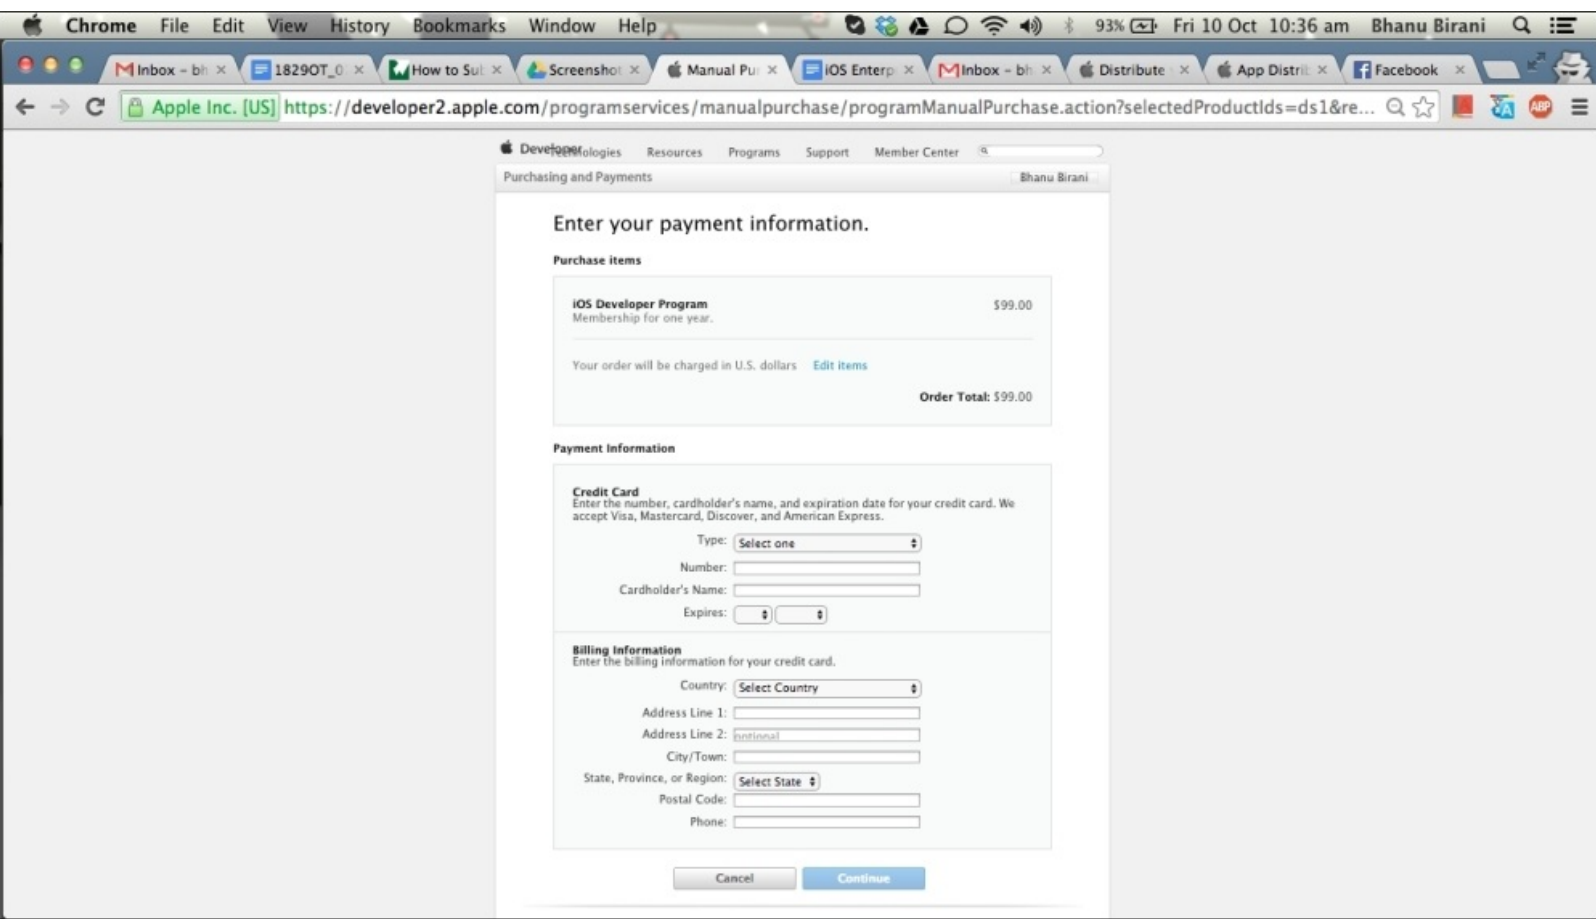 Chrome File Edit View History Bookmarks Window Help 93% Fri 10 Oct 10:36 am Bhanu Birani
Inbox - bh × 1829OT_0 × How to Sub × Screenshot × Manual Pur × iOS Enterp × Inbox - bh × Distribute × App Distrib × Facebook ×
Apple Inc. [US] https://developer2.apple.com/programservices/manualpurchase/programManualPurchase.action?selectedProductIds=ds1&re... ABP
Developer Technologies Resources Programs Support Member Center
Purchasing and Payments Bhanu Birani
Enter your payment information.
Purchase items
iOS Developer Program $99.00
Membership for one year.
Your order will be charged in U.S. dollars Edit items
Order Total: $99.00
Payment Information
Credit Card
Enter the number, cardholder's name, and expiration date for your credit card. We
accept Visa, Mastercard, Discover, and American Express.
Type: Select one
Number:
Cardholder's Name:
Expires:
Billing Information
Enter the billing information for your credit card.
Country: Select Country
Address Line 1:
Address Line 2: optional
City/Town:
State, Province, or Region: Select State
Postal Code:
Phone:
Cancel Continue